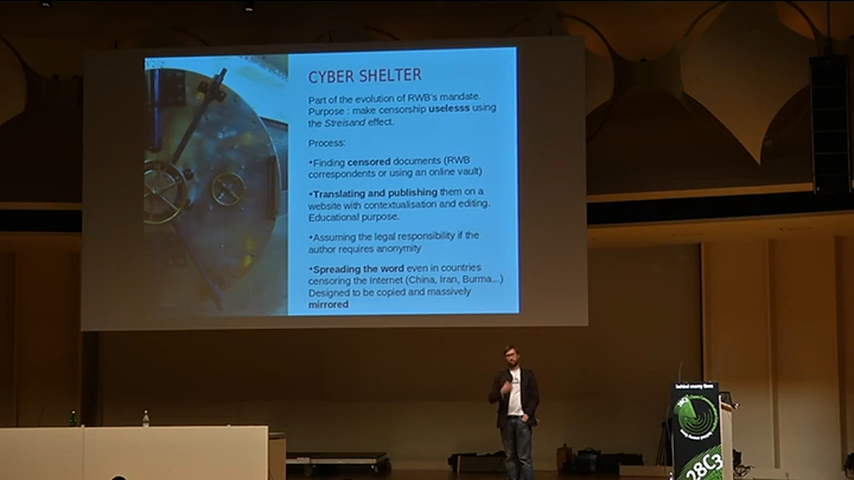 CYBER SHELTER
Part of the evolution of RWB's mandate.
Purpose : make censorship uselesss using
the Streisand effect.
Process:
*Finding censored documents (RWB
correspondents or using an online vault)
*Translating and publishing them on a
website with contextualisation and editing.
Educational purpose.
*Assuming the legal responsibility if the
author requires anonymity
*Spreading the word even in countries
censoring the Internet (China, Iran, Burma...)
Designed to be copied and massively
mirrored
behind enemy lines
28C3